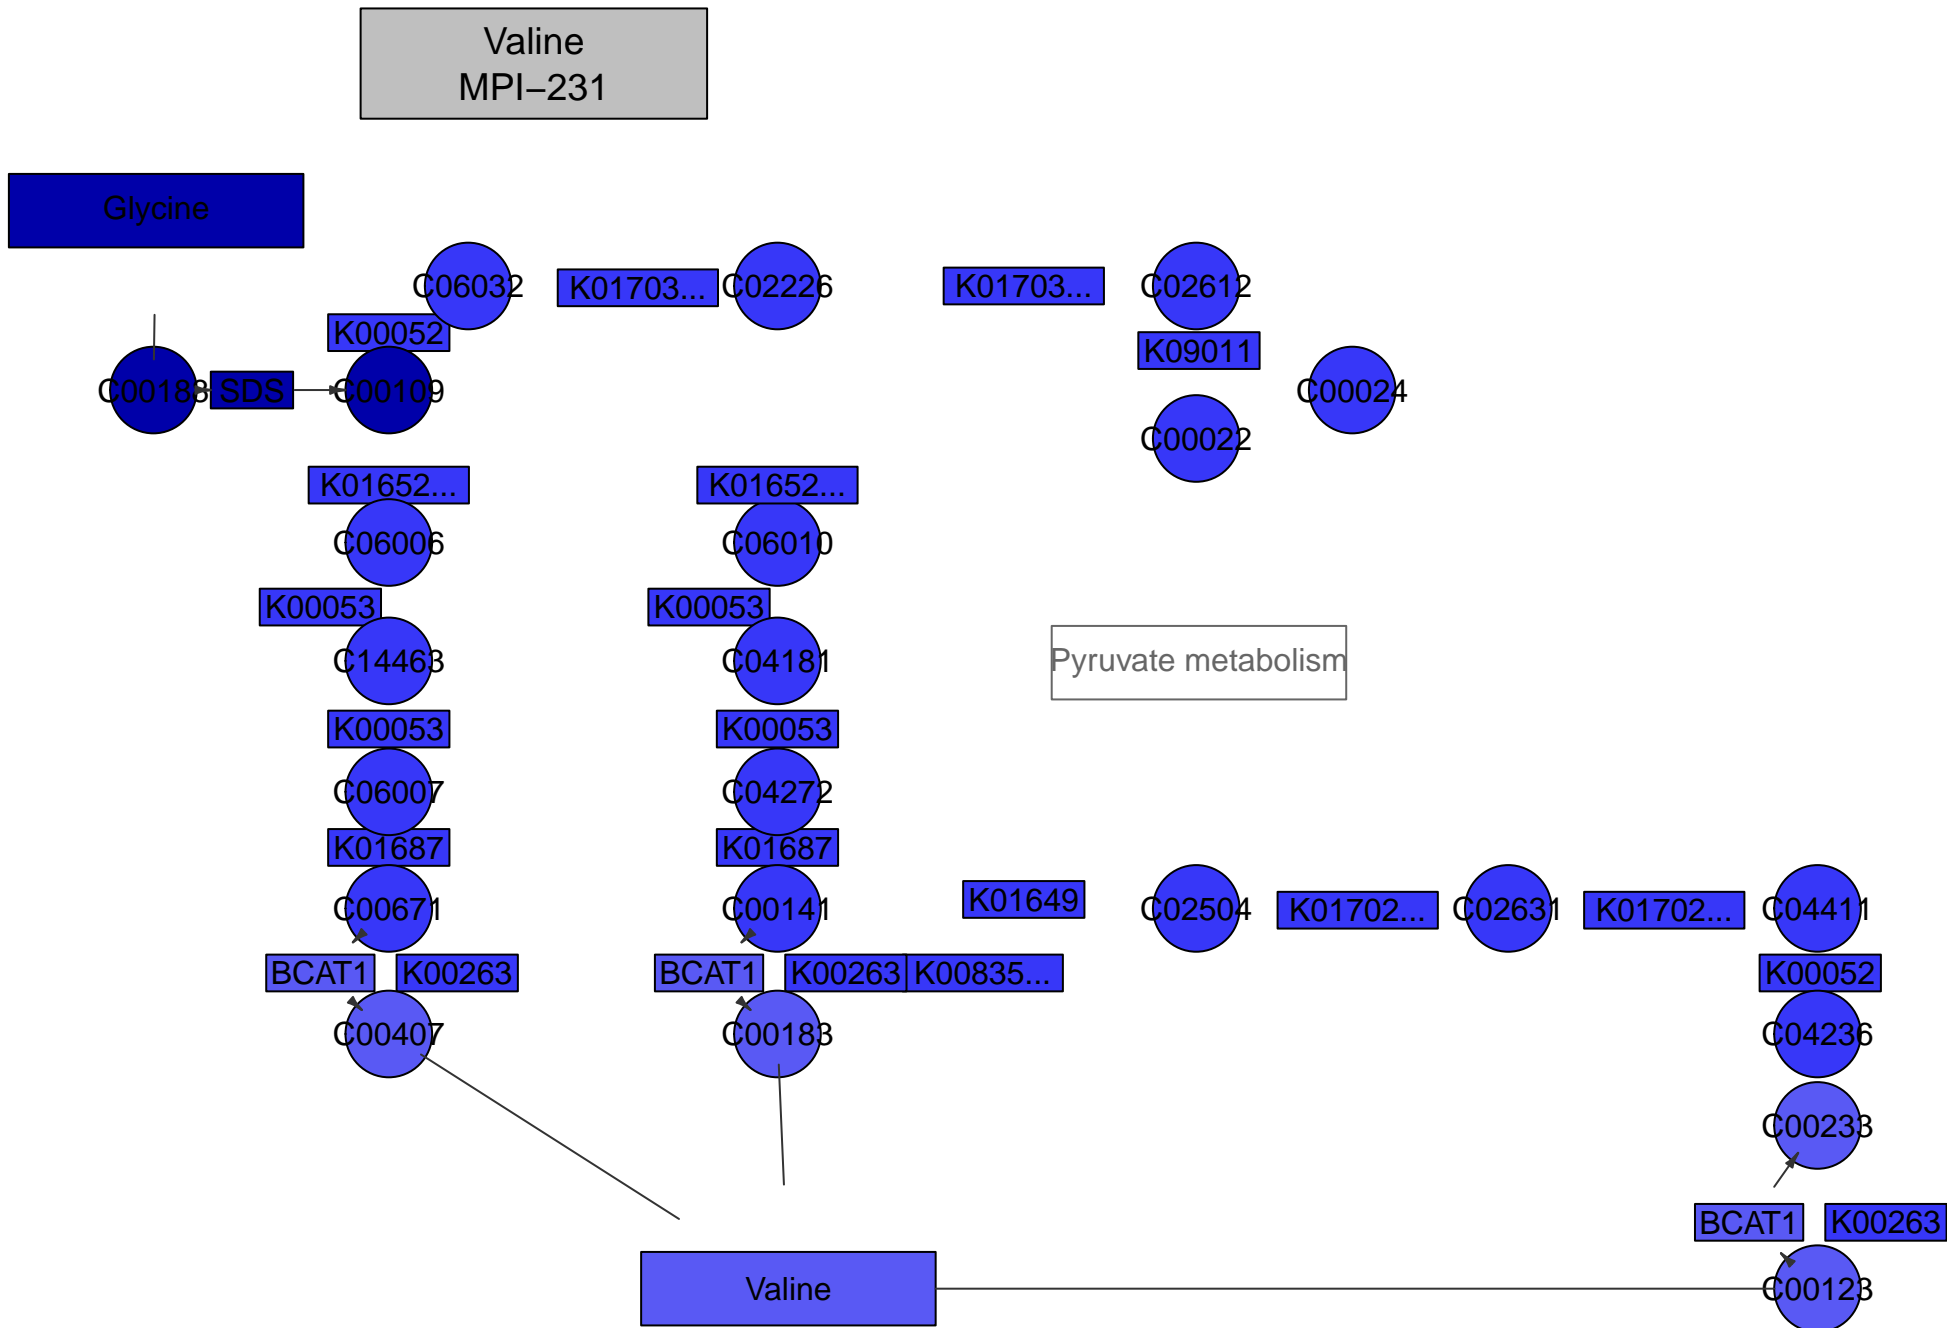 Valine
MPI−231
Glycine
C06032
K01703...
C02226
K01703...
C02612
K00052
K09011
C00188
SDS
C00109
C00024
C00022
K01652...
K01652...
C06006
C06010
K00053
K00053
C14463
C04181
Pyruvate metabolism
K00053
K00053
C06007
C04272
K01687
K01687
C00671
C00141
K01649
C02504
K01702...
C02631
K01702...
C04411
BCAT1
K00263
BCAT1
K00263
K00835...
K00052
C00407
C00183
C04236
C00233
BCAT1
K00263
Valine
C00123